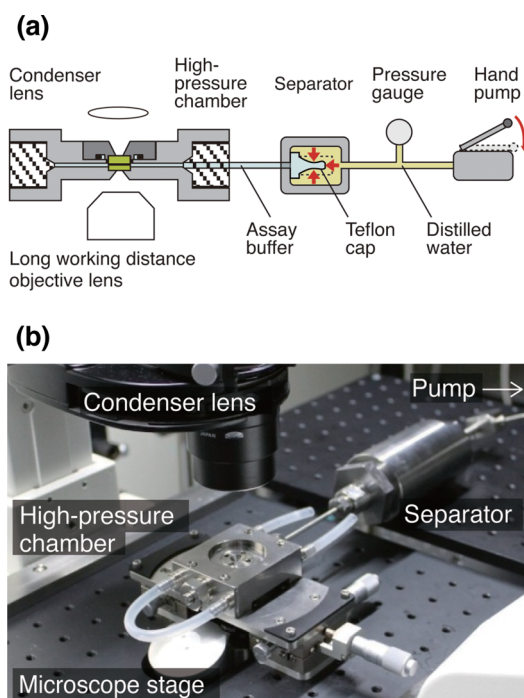 (a)
Condenser
lens
High-
pressure
chamber
Separator
Pressure
gauge
Hand
pump
Assay
buffer
Teflon
cap
Distilled
water
Long working distance
objective lens
(b)
Pump →
Condenser lens
JAPAN
High-pressure
chamber
Separator
Microscope stage